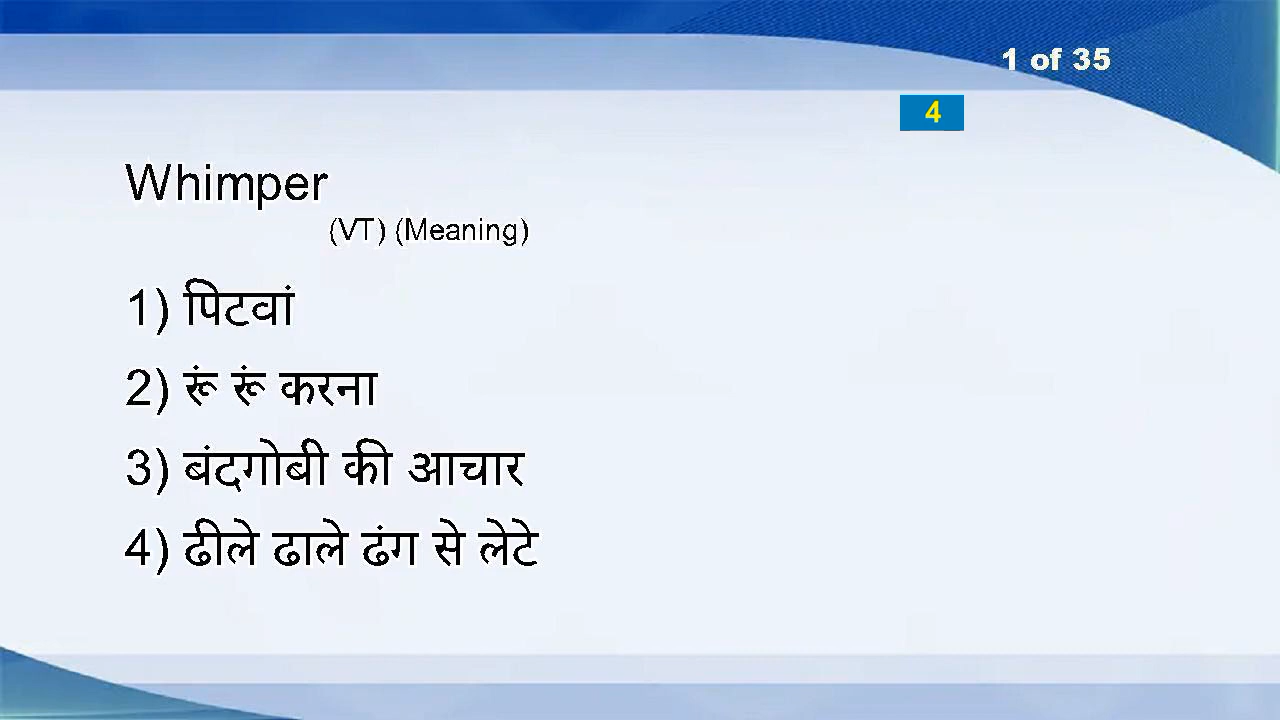 1 of 35
4
Whimper
(VT) (Meaning)
1) पिटवां
2) रूं रूं करना
3) बंदगोबी की आचार
4) ढीले ढाले ढंग से लेटे